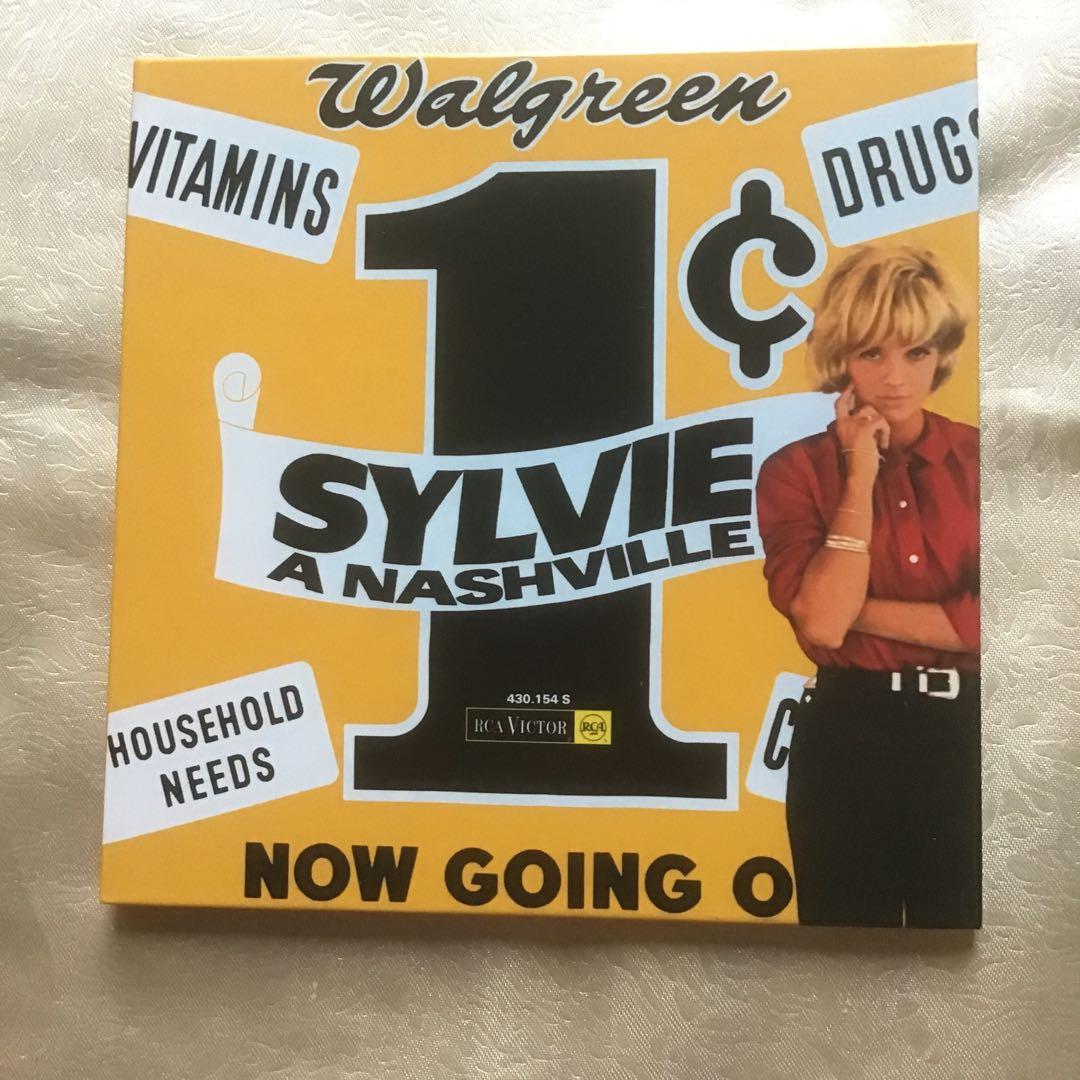 Walgreen
VITAMINS
DRUGS
1¢
SYLVIE
A NASHVILLE
430.154 S
RCA VICTOR
RCA
HOUSEHOLD
NEEDS
C
NOW GOING O